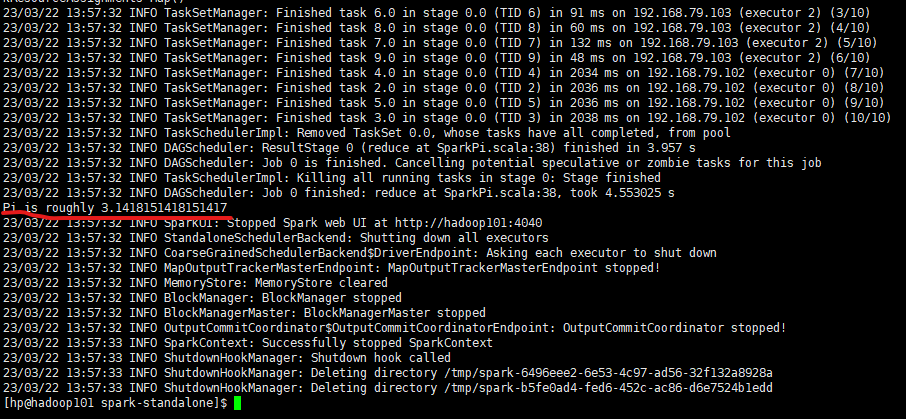 23/03/22 13:57:32 INFO TaskSetManager: Finished task 6.0 in stage 0.0 (TID 6) in 91 ms on 192.168.79.103 (executor 2) (3/10)
23/03/22 13:57:32 INFO TaskSetManager: Finished task 8.0 in stage 0.0 (TID 8) in 60 ms on 192.168.79.103 (executor 2) (4/10)
23/03/22 13:57:32 INFO TaskSetManager: Finished task 7.0 in stage 0.0 (TID 7) in 132 ms on 192.168.79.103 (executor 2) (5/10)
23/03/22 13:57:32 INFO TaskSetManager: Finished task 9.0 in stage 0.0 (TID 9) in 48 ms on 192.168.79.103 (executor 2) (6/10)
23/03/22 13:57:32 INFO TaskSetManager: Finished task 4.0 in stage 0.0 (TID 4) in 2034 ms on 192.168.79.102 (executor 0) (7/10)
23/03/22 13:57:32 INFO TaskSetManager: Finished task 2.0 in stage 0.0 (TID 2) in 2036 ms on 192.168.79.102 (executor 0) (8/10)
23/03/22 13:57:32 INFO TaskSetManager: Finished task 5.0 in stage 0.0 (TID 5) in 2036 ms on 192.168.79.102 (executor 0) (9/10)
23/03/22 13:57:32 INFO TaskSetManager: Finished task 3.0 in stage 0.0 (TID 3) in 2038 ms on 192.168.79.102 (executor 0) (10/10)
23/03/22 13:57:32 INFO TaskSchedulerImpl: Removed TaskSet 0.0, whose tasks have all completed, from pool
23/03/22 13:57:32 INFO DAGScheduler: ResultStage 0 (reduce at SparkPi.scala:38) finished in 3.957 s
23/03/22 13:57:32 INFO DAGScheduler: Job 0 is finished. Cancelling potential speculative or zombie tasks for this job
23/03/22 13:57:32 INFO TaskSchedulerImpl: Killing all running tasks in stage 0: Stage finished
23/03/22 13:57:32 INFO DAGScheduler: Job 0 finished: reduce at SparkPi.scala:38, took 4.553025 s
Pi is roughly 3.1418151418151417
23/03/22 13:57:32 INFO SparkUI: Stopped Spark web UI at http://hadoop101:4040
23/03/22 13:57:32 INFO StandaloneSchedulerBackend: Shutting down all executors
23/03/22 13:57:32 INFO CoarseGrainedSchedulerBackend$DriverEndpoint: Asking each executor to shut down
23/03/22 13:57:32 INFO MapOutputTrackerMasterEndpoint: MapOutputTrackerMasterEndpoint stopped!
23/03/22 13:57:32 INFO MemoryStore: MemoryStore cleared
23/03/22 13:57:32 INFO BlockManager: BlockManager stopped
23/03/22 13:57:32 INFO BlockManagerMaster: BlockManagerMaster stopped
23/03/22 13:57:32 INFO OutputCommitCoordinator$OutputCommitCoordinatorEndpoint: OutputCommitCoordinator stopped!
23/03/22 13:57:33 INFO SparkContext: Successfully stopped SparkContext
23/03/22 13:57:33 INFO ShutdownHookManager: Shutdown hook called
23/03/22 13:57:33 INFO ShutdownHookManager: Deleting directory /tmp/spark-6496eee2-6e53-4c97-ad56-32f132a8928a
23/03/22 13:57:33 INFO ShutdownHookManager: Deleting directory /tmp/spark-b5fe0ad4-fed6-452c-ac86-d6e7524b1edd
[hp@hadoop101 spark-standalone]$